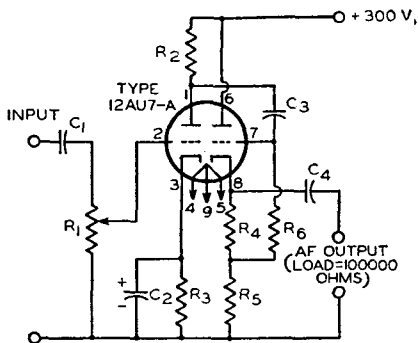 +300 V.
R2
TYPE
12AU7-A
1
6
C3
INPUT
C1
2
7
C4
3
4
9
5
8
R1
R4
R6
AF OUTPUT
(LOAD=100000
OHMS)
+
C2
-
R3
R5